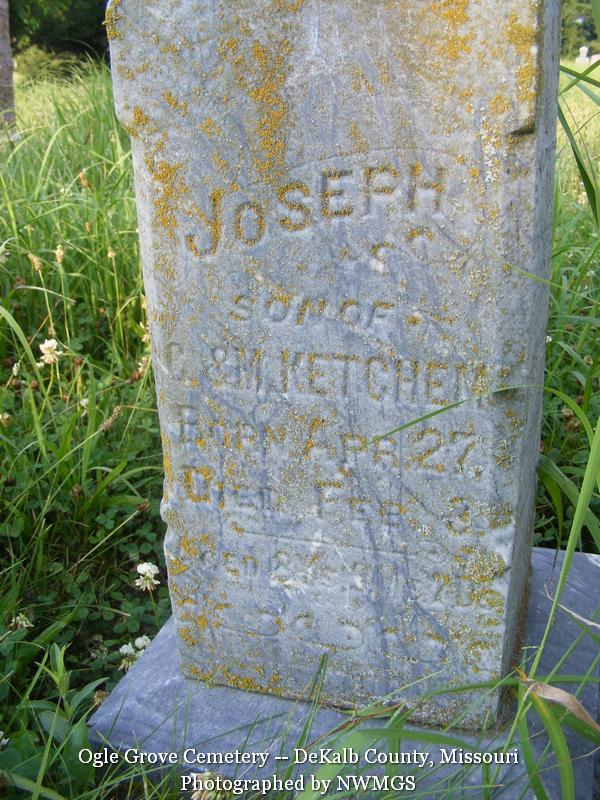 JOSEPH
SON OF
C. & M. KETCHEM
BORN APR 27
DIED FEB 3
Ogle Grove Cemetery -- DeKalb County, Missouri
Photographed by NWMGS